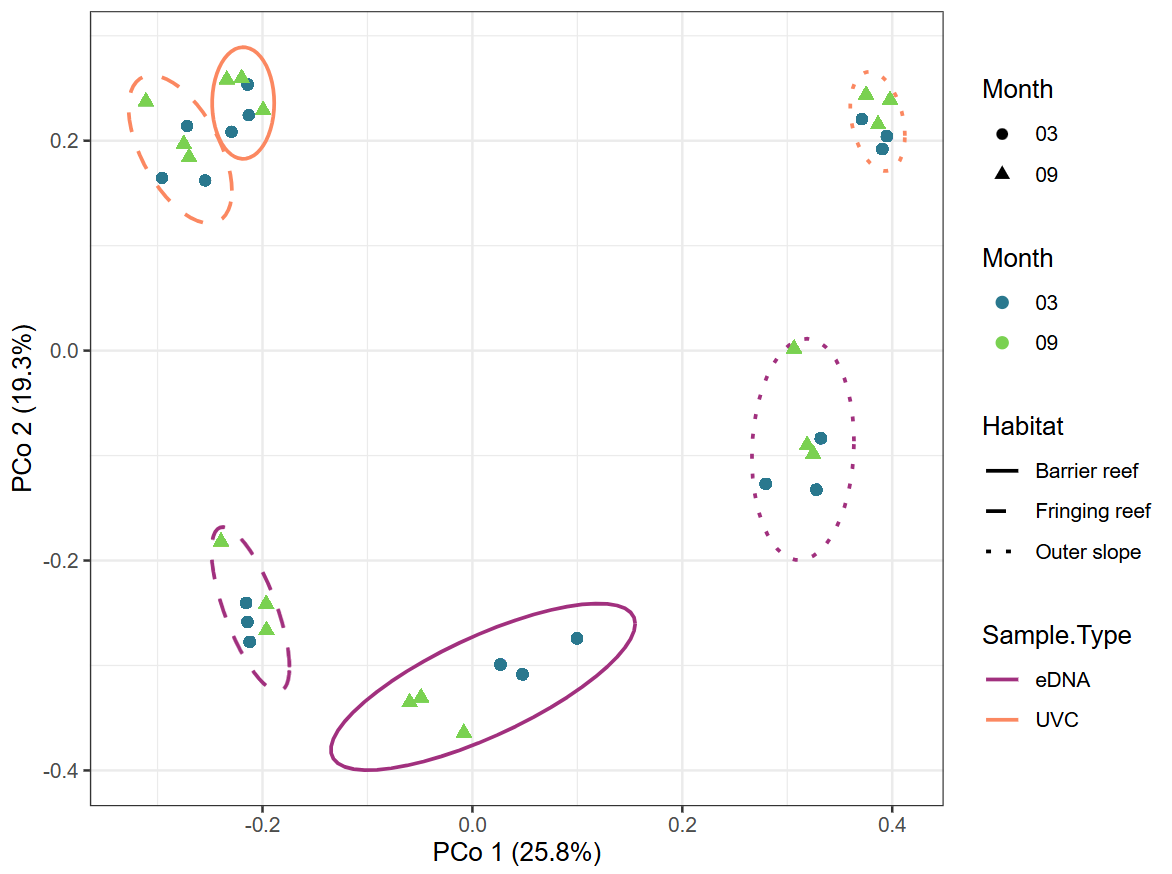 0.2
0.0
-0.2
-0.4
PCo 2 (19.3%)
-0.2
0.0
0.2
0.4
PCo 1 (25.8%)
Month
03
09
Month
03
09
Habitat
Barrier reef
Fringing reef
Outer slope
Sample.Type
eDNA
UVC